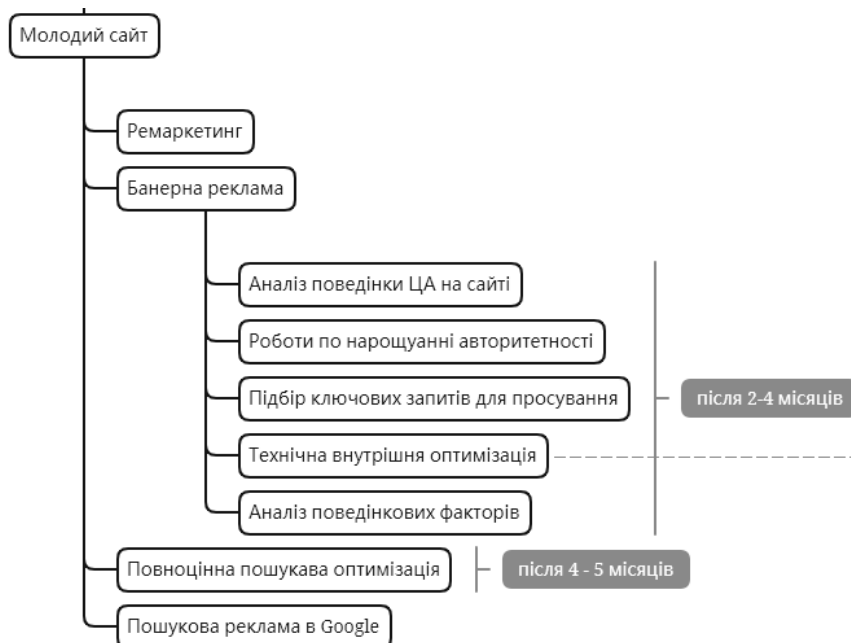 Молодий сайт
Ремаркетинг
Банерна реклама
Аналіз поведінки ЦА на сайті
Роботи по нарощуанні авторитетності
Підбір ключових запитів для просування
після 2-4 місяців
Технічна внутрішня оптимізація
Аналіз поведінкових факторів
Повноцінна пошукава оптимізація
після 4 - 5 місяців
Пошукова реклама в Google